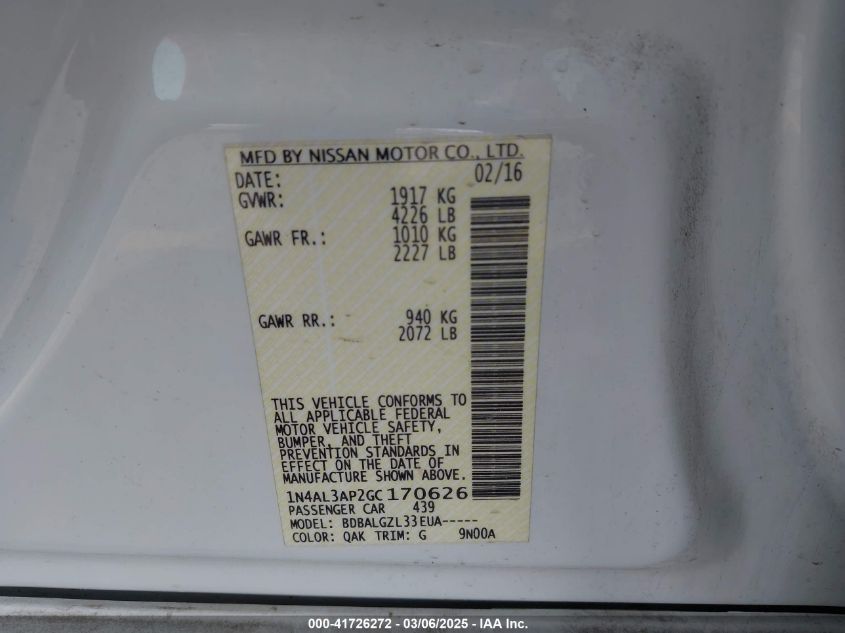 MFD BY NISSAN MOTOR CO., LTD.
DATE: 02/16
GVWR: 1917 KG
4226 LB
GAWR FR.: 1010 KG
2227 LB
GAWR RR.: 940 KG
2072 LB
THIS VEHICLE CONFORMS TO
ALL APPLICABLE FEDERAL
MOTOR VEHICLE SAFETY,
BUMPER, AND THEFT
PREVENTION STANDARDS IN
EFFECT ON THE DATE OF
MANUFACTURE SHOWN ABOVE.
1N4AL3AP2GC170626
PASSENGER CAR 439
MODEL: BDBALGZL33EUA-----
COLOR: QAK TRIM: G 9N00A
000-41726272 - 03/06/2025 - IAA Inc.